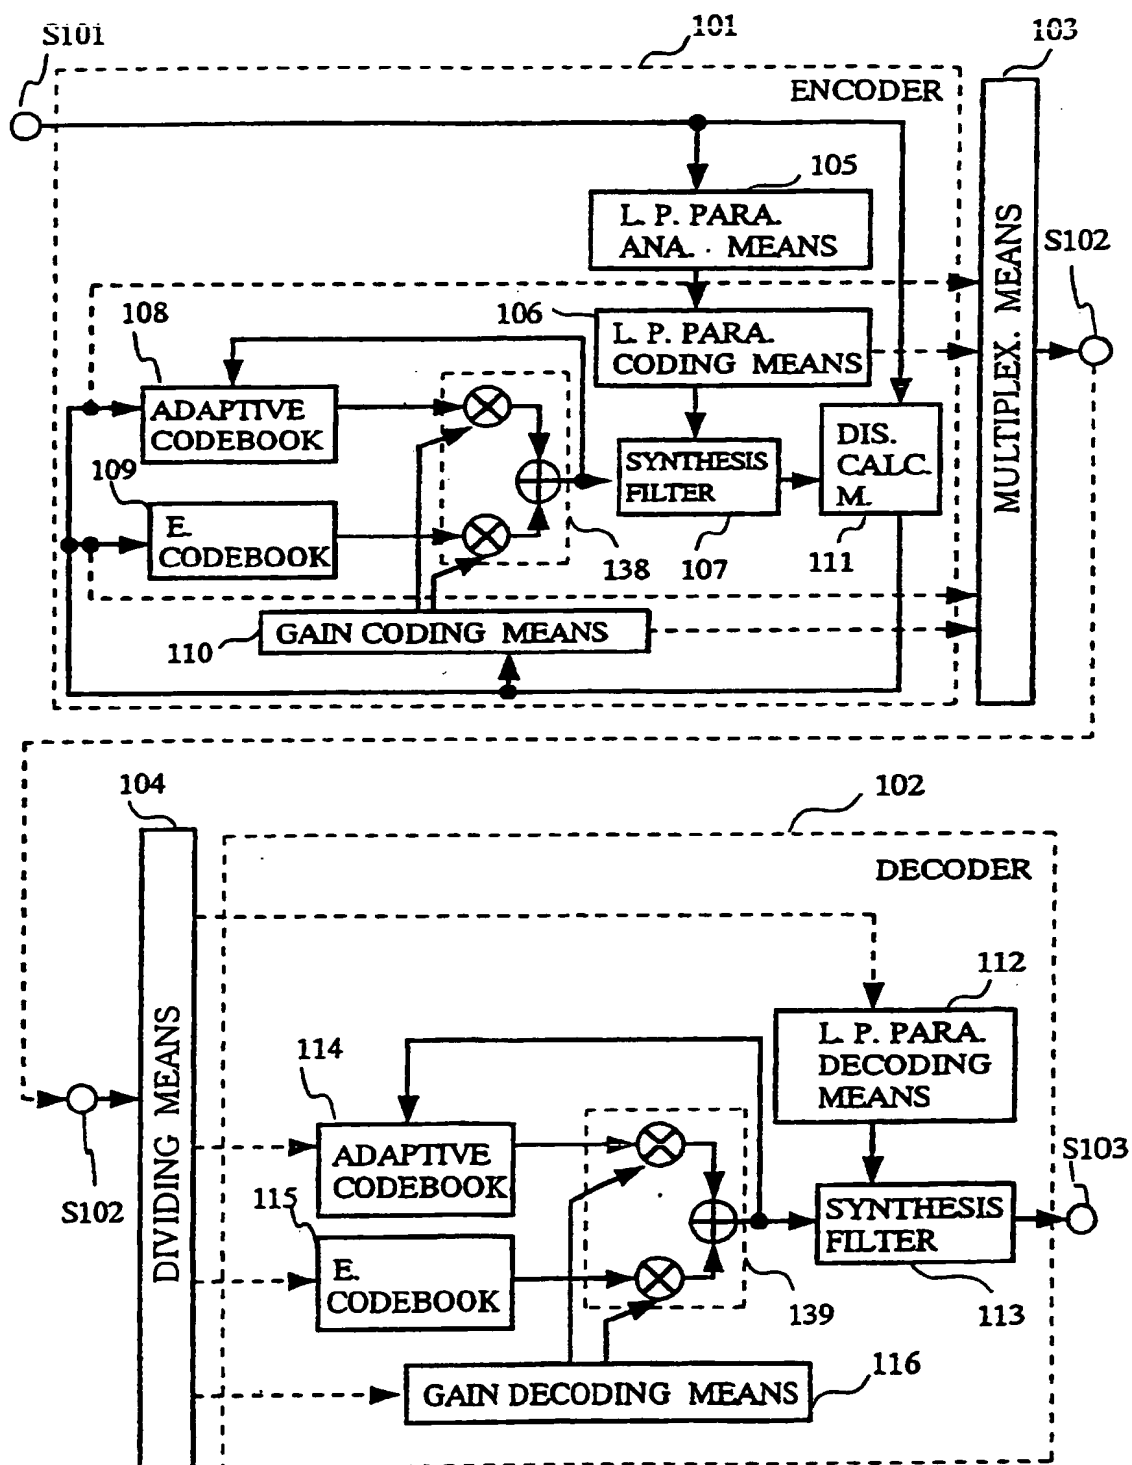 S101
101
103
ENCODER
105
L. P. PARA.
ANA. MEANS
S102
108
106
L. P. PARA.
CODING MEANS
MULTIPLEX. MEANS
ADAPTIVE
CODEBOOK
DIS.
CALC.
M.
SYNTHESIS
FILTER
109
E.
CODEBOOK
138
107
111
GAIN CODING MEANS
110
104
102
DECODER
112
L. P. PARA.
DECODING
MEANS
114
DIVIDING MEANS
ADAPTIVE
CODEBOOK
S103
S102
115
SYNTHESIS
FILTER
E.
CODEBOOK
139
113
116
GAIN DECODING MEANS